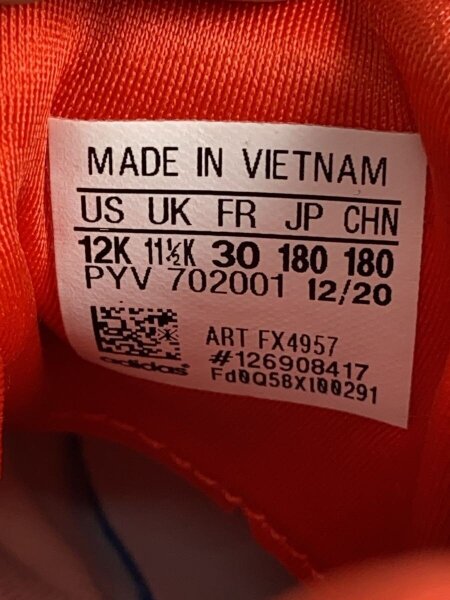 MADE IN VIETNAM
US UK FR JP CHN
12K 11½K 30 180 180
PYV 702001 12/20
adidas
ART FX4957
#126908417
Fd0Q58Xl00291